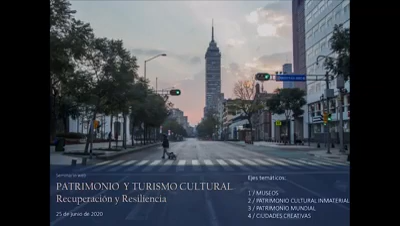 PATRIMONIO Y TURISMO CULTURAL
Recuperación y Resiliencia
25 de junio de 2020
Ejes temáticos:
1 / MUSEOS
2 / PATRIMONIO CULTURAL INMATERIAL
3 / PATRIMONIO MUNDIAL
4 / CIUDADES CREATIVAS